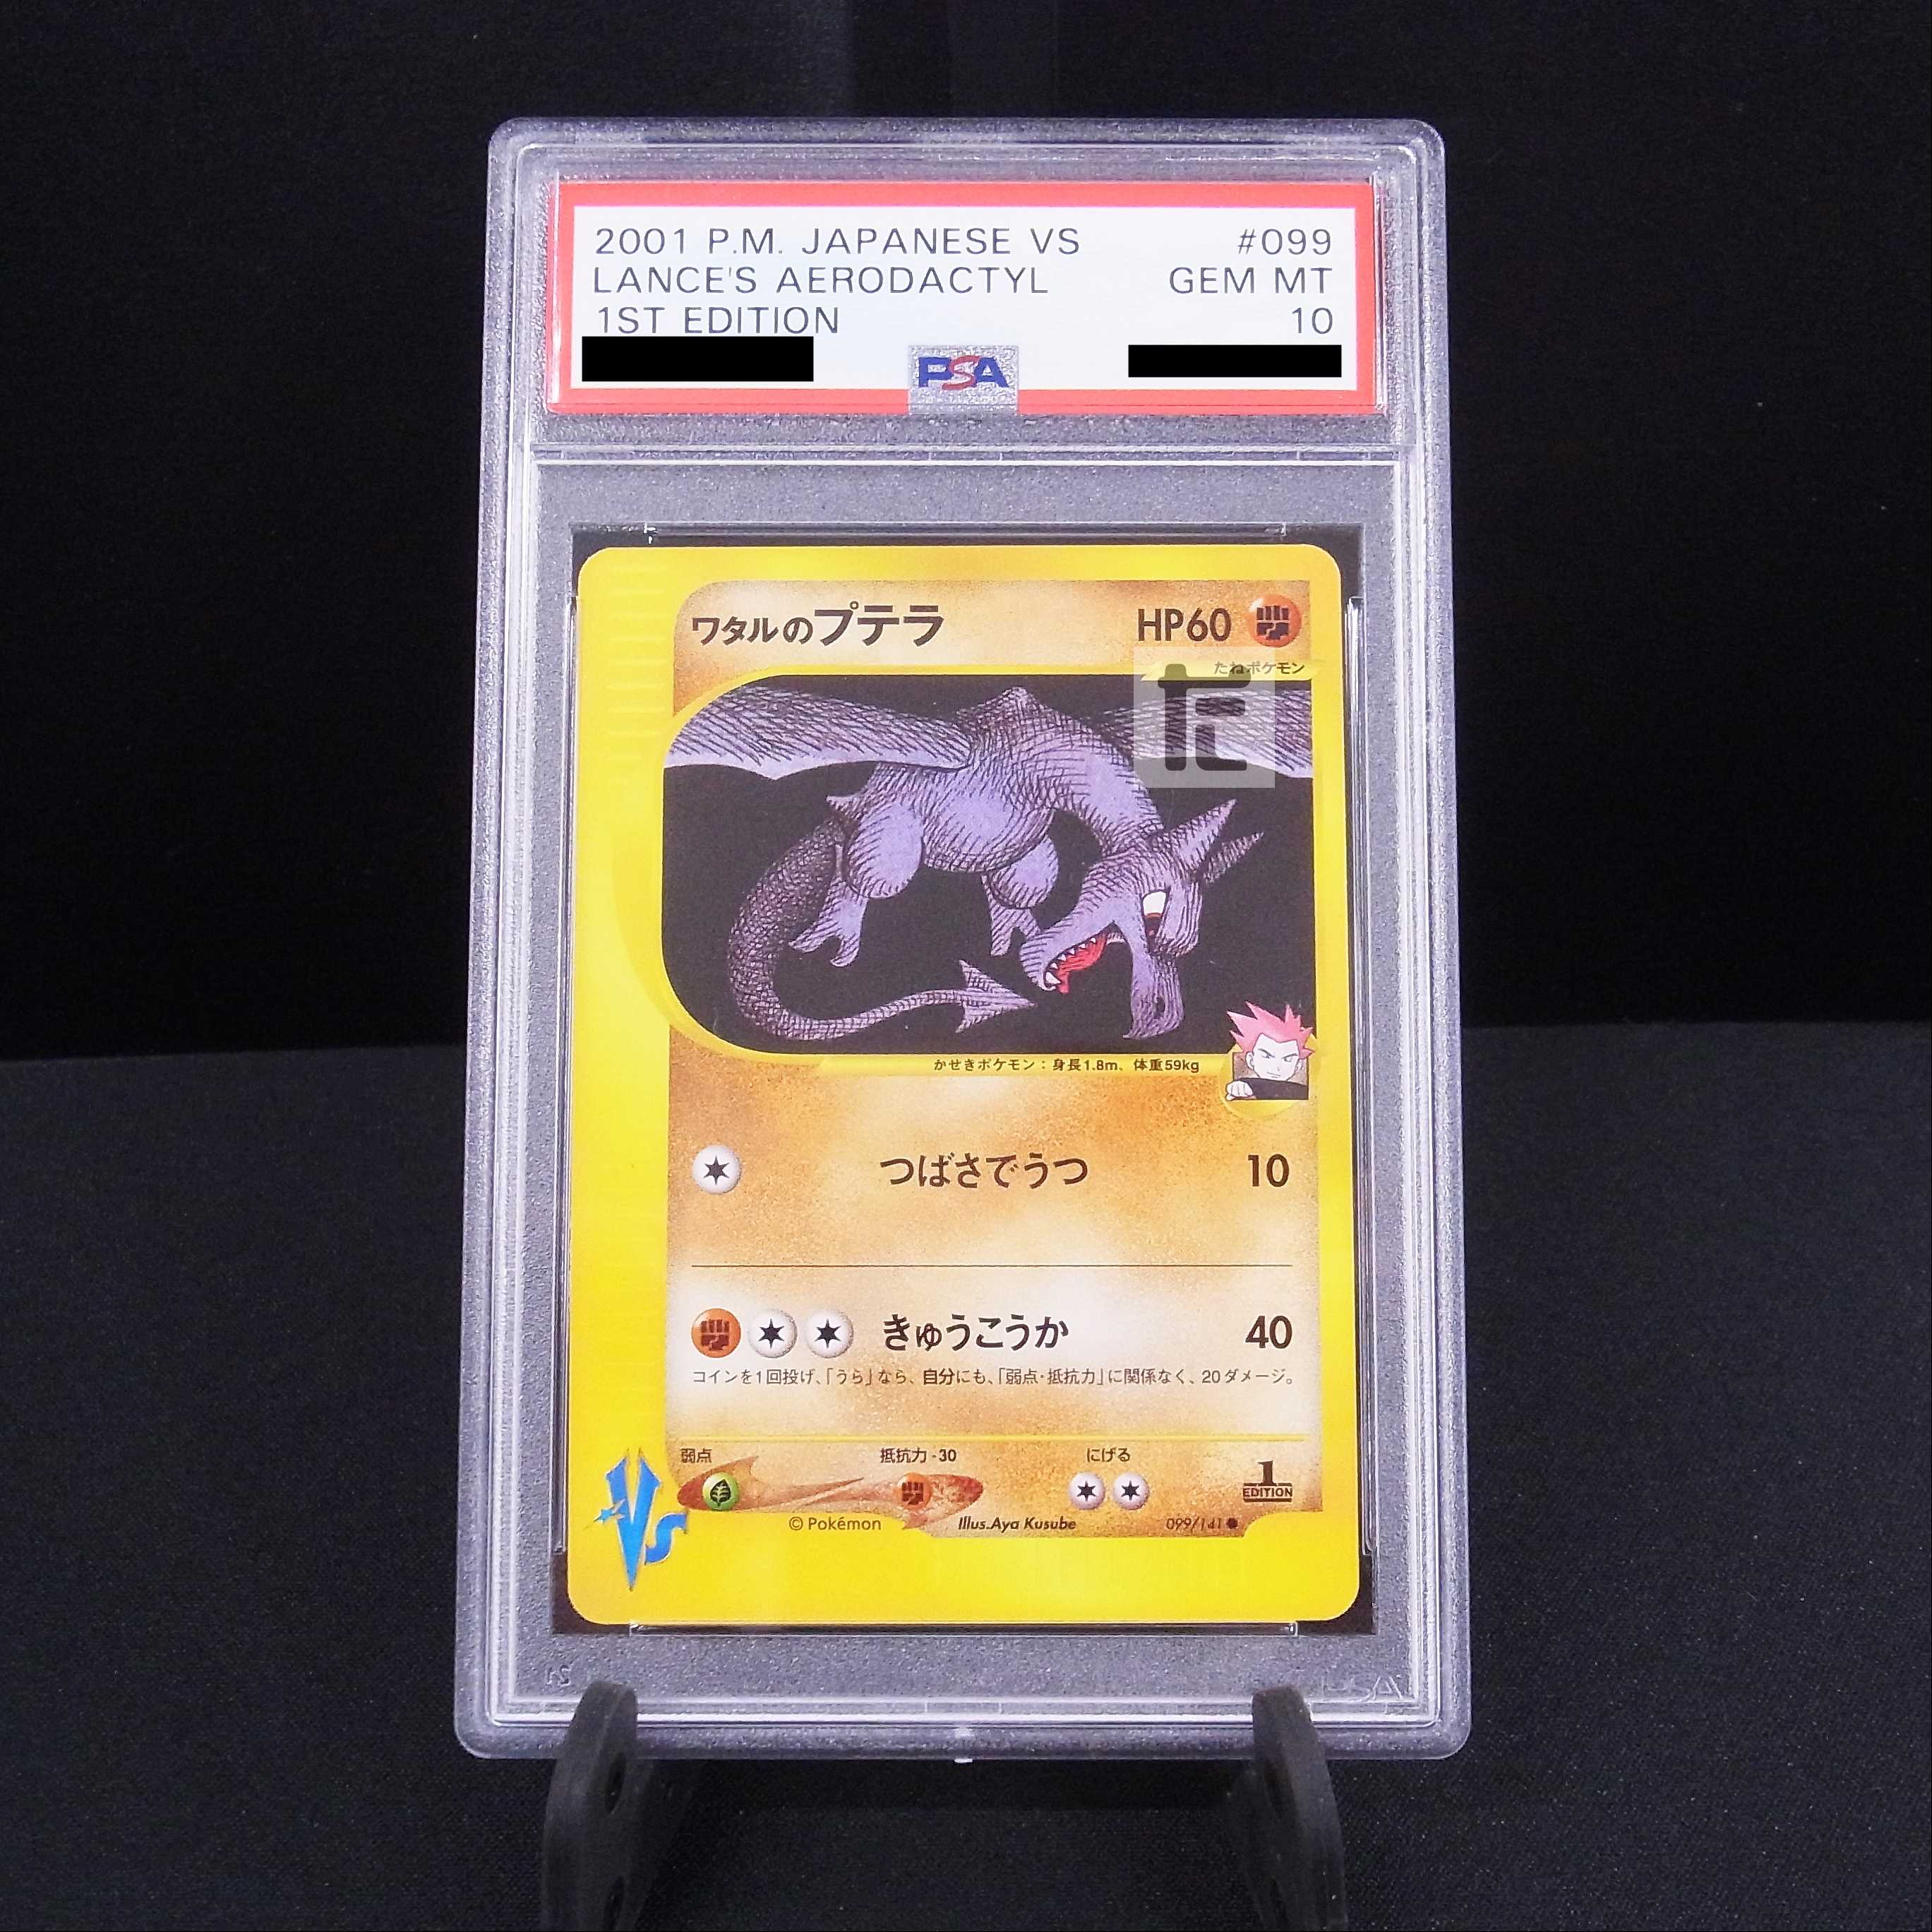 2001 P.M. JAPANESE VS #099
LANCE'S AERODACTYL GEM MT
1ST EDITION 10
PSA
ワタルのプテラ HP60
たねポケモン
かせきポケモン：身長1.8m、体重59kg
つばさでうつ 10
きゅうこうか 40
コインを1回投げ、「うら」なら、自分にも、「弱点・抵抗力」に関係なく、20ダメージ。
弱点 抵抗力 -30 にげる
1
EDITION
Vs
© Pokémon Illus.Aya Kusube 099/141●
PSA